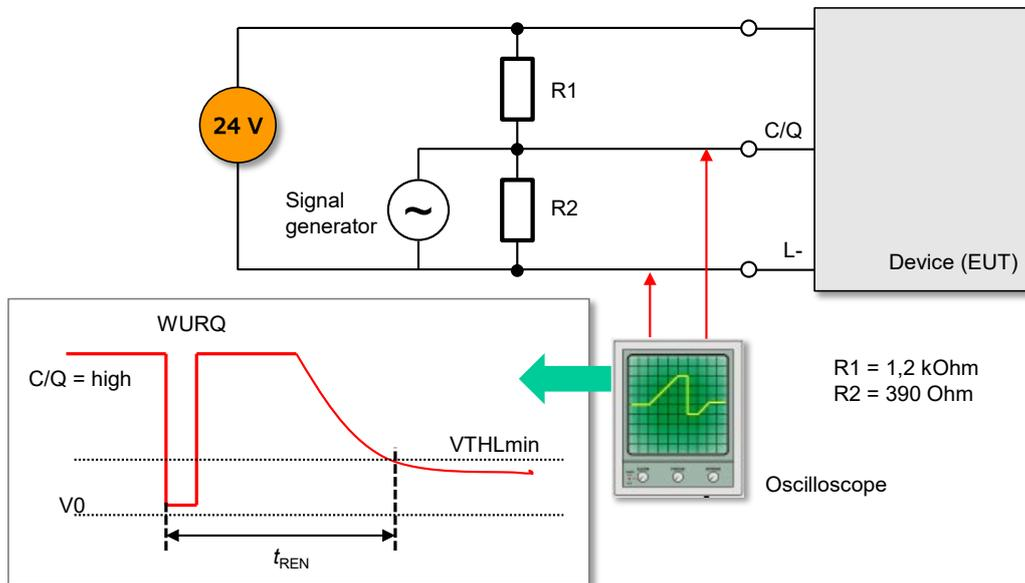 R1
24 V
C/Q
Signal
generator
~
R2
L-
Device (EUT)
WURQ
C/Q = high
R1 = 1,2 kOhm
R2 = 390 Ohm
VTHLmin
Oscilloscope
V0
tREN